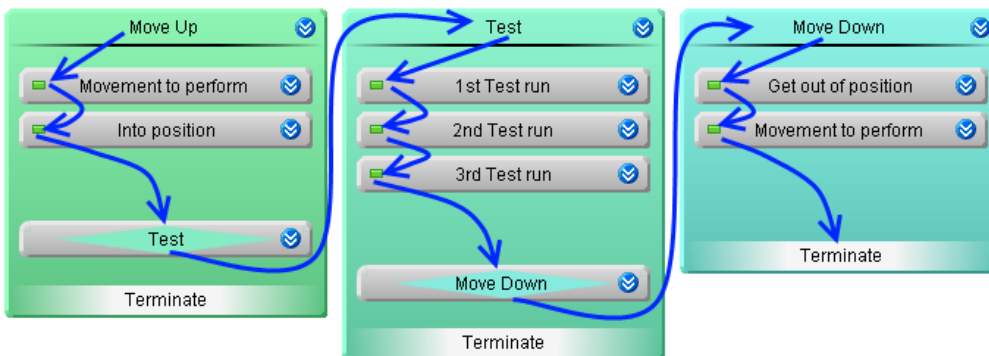 Move Up
Movement to perform
Into position
Test
Terminate
Test
1st Test run
2nd Test run
3rd Test run
Move Down
Terminate
Move Down
Get out of position
Movement to perform
Terminate